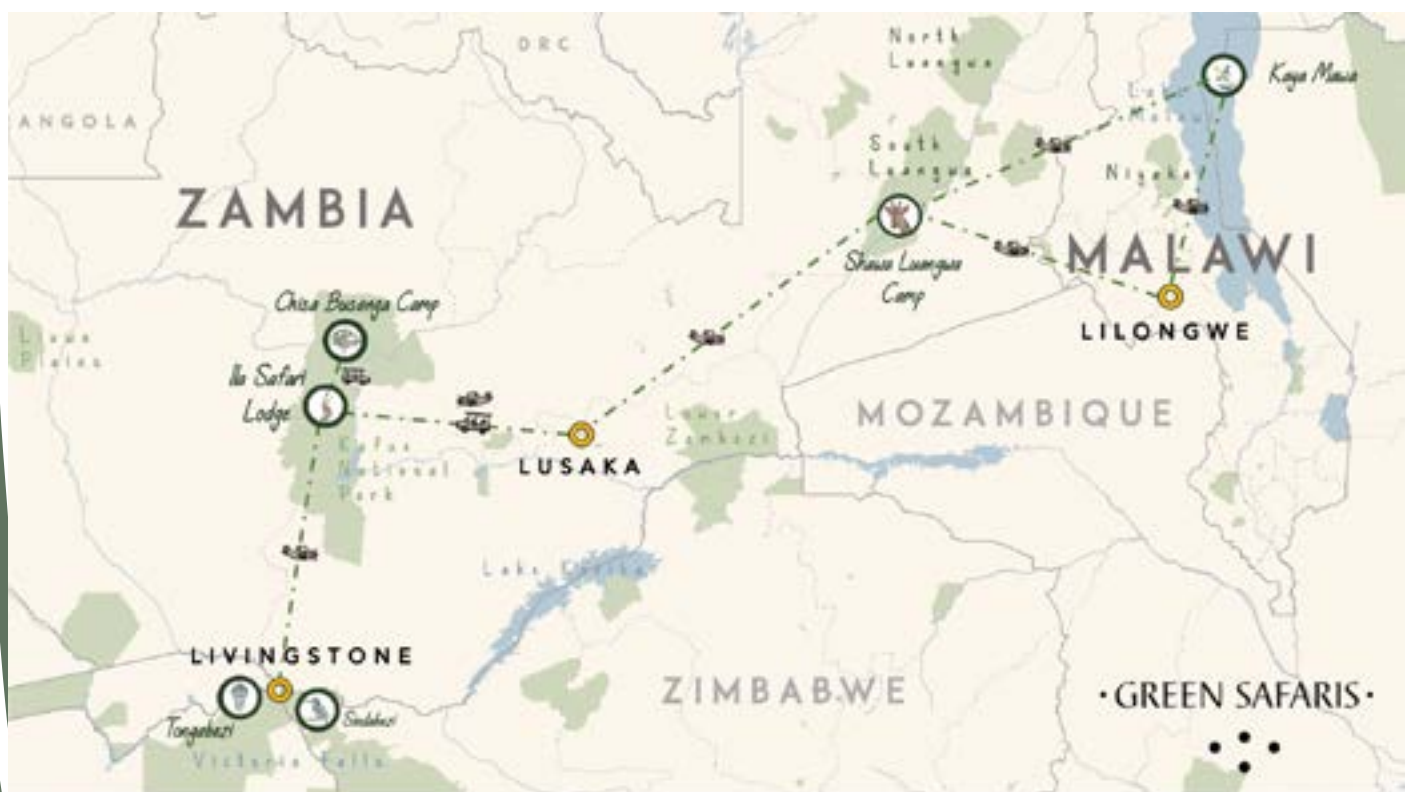 DRC
North
Luangwa
Kaya Mawa
ANGOLA
Lake
Malawi
South
Luangwa
ZAMBIA
MALAWI
Shawa Luangwa
Camp
Chisa Busanga Camp
LILONGWE
Liuwa
Plains
Ila Safari
Lodge
MOZAMBIQUE
Lower
Zambezi
Kafue
National
Park
LUSAKA
Lake Kariba
LIVINGSTONE
ZIMBABWE
•GREEN SAFARIS•
Tongabezi
Sindabezi
Victoria Falls